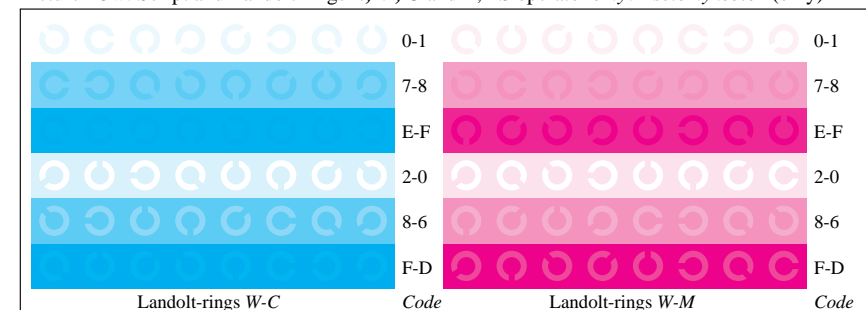 0-1 0-1
7-8 7-8
E-F E-F
2-0 2-0
8-6 8-6
F-D F-D
Landolt-rings W-C Code Landolt-rings W-M Code